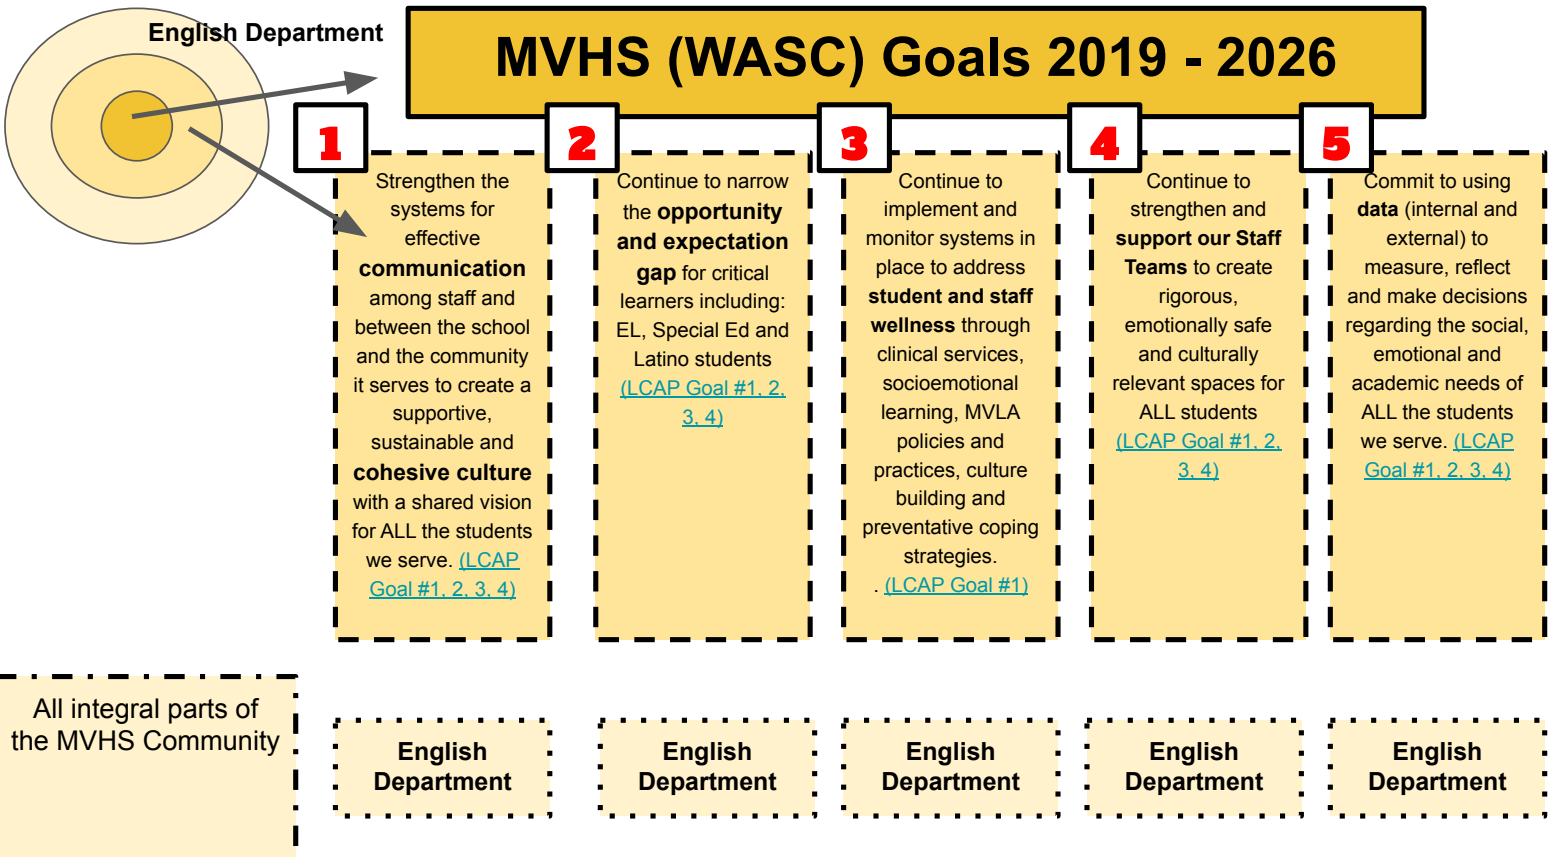 English Department
MVHS (WASC) Goals 2019 - 2026
1
Strengthen the
systems for
effective
communication
among staff and
between the school
and the community
it serves to create a
supportive,
sustainable and
cohesive culture
with a shared vision
for ALL the students
we serve. (LCAP
Goal #1, 2, 3, 4)
2
Continue to narrow
the opportunity
and expectation
gap for critical
learners including:
EL, Special Ed and
Latino students
(LCAP Goal #1, 2,
3, 4)
3
Continue to
implement and
monitor systems in
place to address
student and staff
wellness through
clinical services,
socioemotional
learning, MVLA
policies and
practices, culture
building and
preventative coping
strategies.
. (LCAP Goal #1)
4
Continue to
strengthen and
support our Staff
Teams to create
rigorous,
emotionally safe
and culturally
relevant spaces for
ALL students
(LCAP Goal #1, 2,
3, 4)
5
Commit to using
data (internal and
external) to
measure, reflect
and make decisions
regarding the social,
emotional and
academic needs of
ALL the students
we serve. (LCAP
Goal #1, 2, 3, 4)
All integral parts of
the MVHS Community
English
Department
English
Department
English
Department
English
Department
English
Department